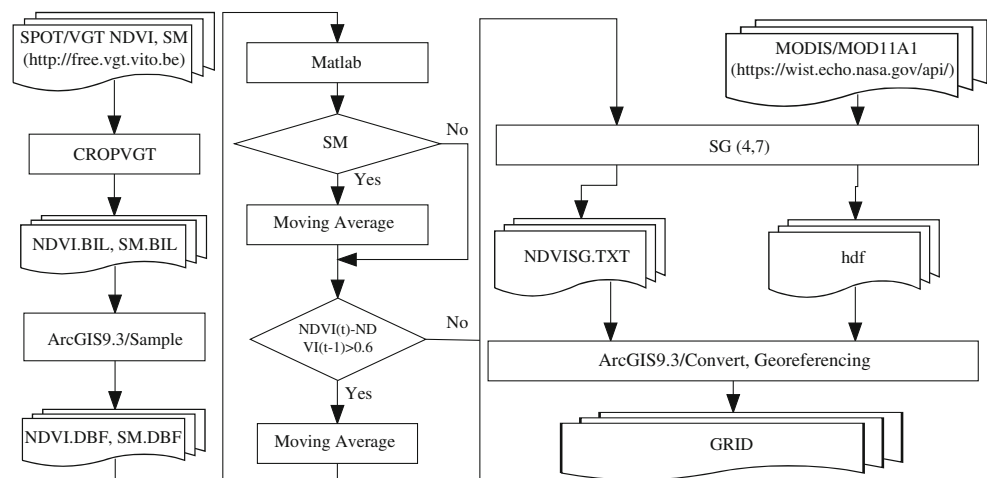 SPOT/VGT NDVI, SM
(http://free.vgt.vito.be)
CROPVGT
NDVI.BIL, SM.BIL
ArcGIS9.3/Sample
NDVI.DBF, SM.DBF
Matlab
SM
No
Yes
Moving Average
NDVI(t)-ND
VI(t-1)>0.6
No
Yes
Moving Average
MODIS/MOD11A1
(https://wist.echo.nasa.gov/api/)
SG (4,7)
NDVISG.TXT
hdf
ArcGIS9.3/Convert, Georeferencing
GRID